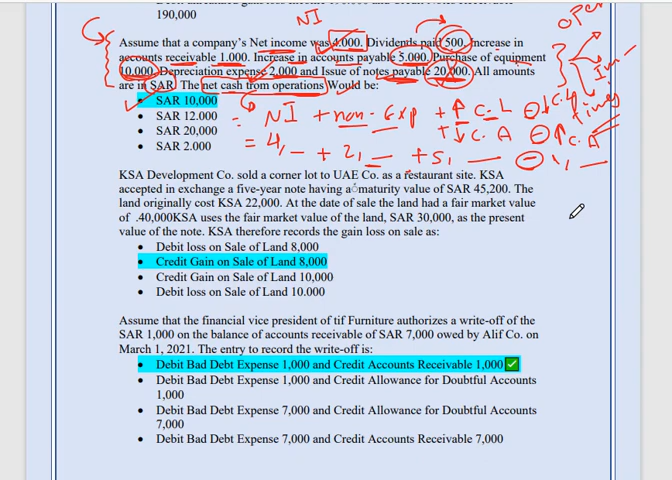 190,000
NI
oper
Assume that a company's Net income was 4.000. Dividends paid 500. Increase in
accounts receivable 1.000. Increase in accounts payable 5.000. Purchase of equipment
10.000. Depreciation expense 2,000 and Issue of notes payable 20,000. All amounts
are in SAR. The net cash from operations Would be:
• SAR 10,000
• SAR 12.000
• SAR 20,000
• SAR 2.000
= NI + non-Exp + ↑ C.L ⊖ ↓ C.L
+ ↓ C.A ⊖ ↑ C.A
= 4, — + 2, — + 5, — ⊖ 1, —
KSA Development Co. sold a corner lot to UAE Co. as a restaurant site. KSA
accepted in exchange a five-year note having a maturity value of SAR 45,200. The
land originally cost KSA 22,000. At the date of sale the land had a fair market value
of .40,000KSA uses the fair market value of the land, SAR 30,000, as the present
value of the note. KSA therefore records the gain loss on sale as:
• Debit loss on Sale of Land 8,000
• Credit Gain on Sale of Land 8,000
• Credit Gain on Sale of Land 10,000
• Debit loss on Sale of Land 10.000
Assume that the financial vice president of tif Furniture authorizes a write-off of the
SAR 1,000 on the balance of accounts receivable of SAR 7,000 owed by Alif Co. on
March 1, 2021. The entry to record the write-off is:
• Debit Bad Debt Expense 1,000 and Credit Accounts Receivable 1,000
• Debit Bad Debt Expense 1,000 and Credit Allowance for Doubtful Accounts
1,000
• Debit Bad Debt Expense 7,000 and Credit Allowance for Doubtful Accounts
7,000
• Debit Bad Debt Expense 7,000 and Credit Accounts Receivable 7,000